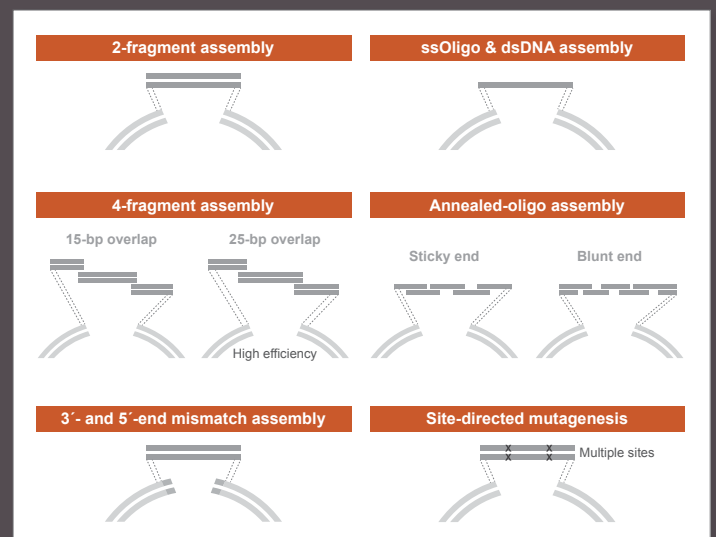 2-fragment assembly
ssOligo & dsDNA assembly
4-fragment assembly
Annealed-oligo assembly
15-bp overlap
25-bp overlap
Sticky end
Blunt end
High efficiency
3´- and 5´-end mismatch assembly
Site-directed mutagenesis
x x
Multiple sites
x x